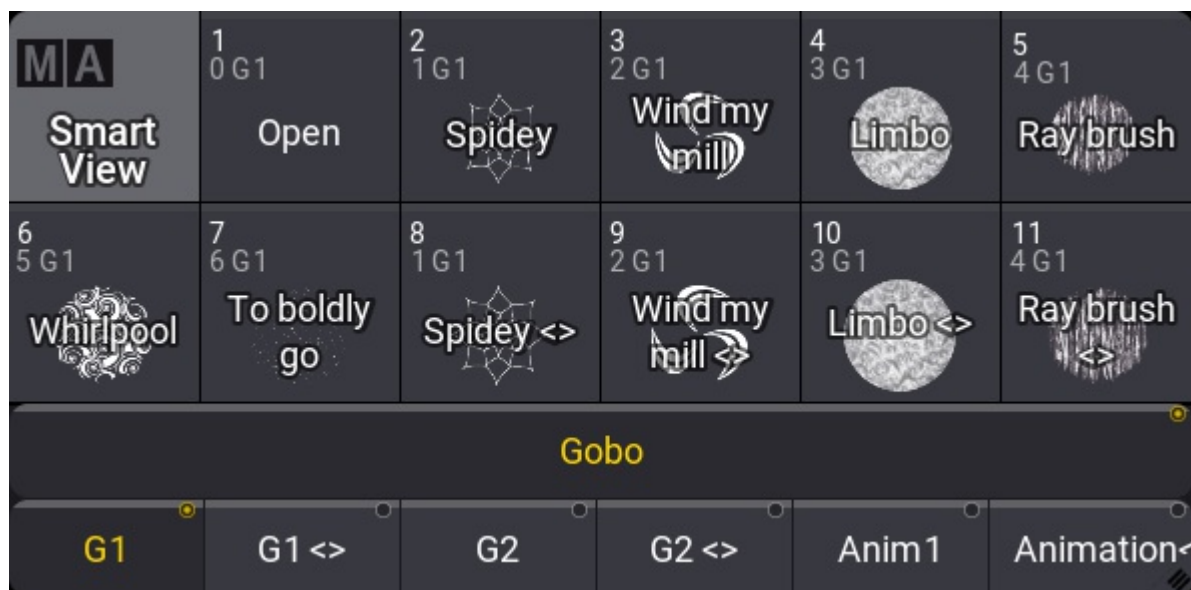 MA
Smart
View
1
0 G1
Open
2
1 G1
Spidey
3
2 G1
Wind my
mill
4
3 G1
Limbo
5
4 G1
Ray brush
6
5 G1
Whirlpool
7
6 G1
To boldly
go
8
1 G1
Spidey <>
9
2 G1
Wind my
mill <>
10
3 G1
Limbo <>
11
4 G1
Ray brush
<>
Gobo
G1
G1 <>
G2
G2 <>
Anim1
Animation<